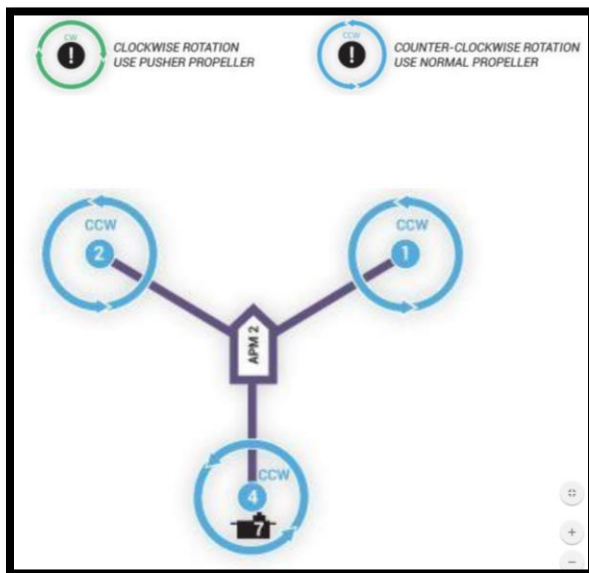 CW
!
CLOCKWISE ROTATION
USE PUSHER PROPELLER
CCW
!
COUNTER-CLOCKWISE ROTATION
USE NORMAL PROPELLER
CCW
2
CCW
1
APM 2
CCW
4
7
+
−